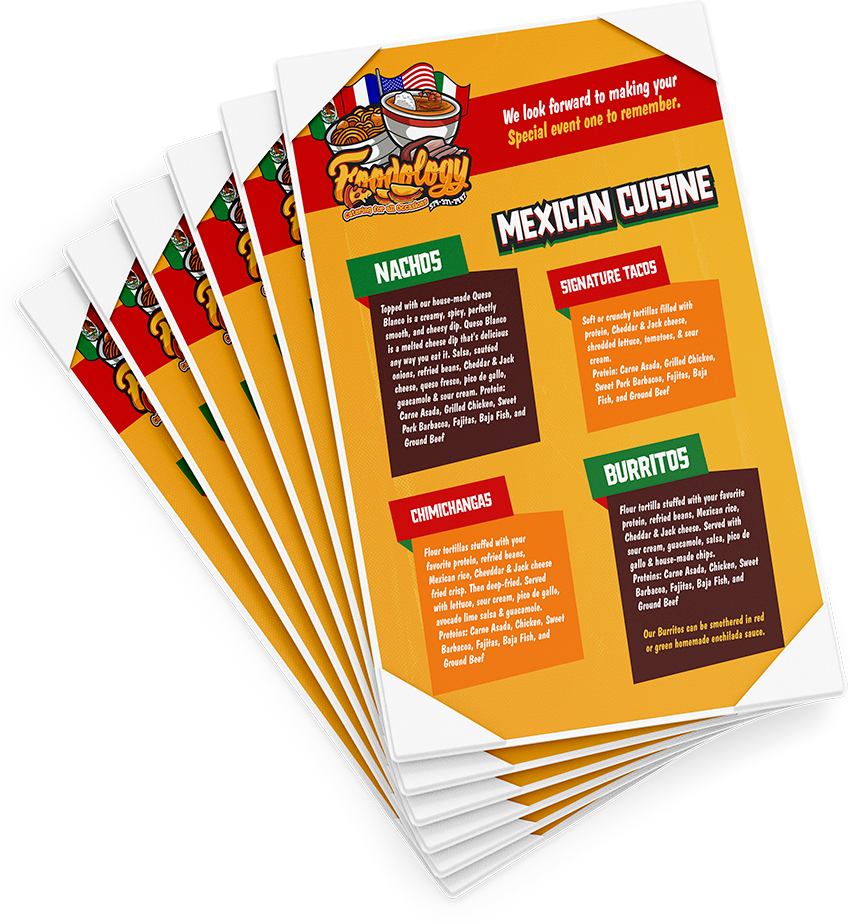 We look forward to making your
Special event one to remember.
Foodology
Catering For All Occasions
MEXICAN CUISINE
NACHOS
Topped with our house-made Queso
Blanco is a creamy, spicy, perfectly
smooth, and cheesy dip. Queso Blanco
is a melted cheese dip that's delicious
any way you eat it. Salsa, sautéd
onions, refried beans, Cheddar & Jack
cheese, queso fresco, pico de gallo,
guacamole & sour cream. Protein:
Carne Asada, Grilled Chicken, Sweet
Pork Barbacoa, Fajitas, Baja Fish, and
Ground Beef
SIGNATURE TACOS
Soft or crunchy tortillas filled with
protein, Cheddar & Jack cheese,
shredded lettuce, tomatoes, & sour
cream.
Protein: Carne Asada, Grilled Chicken,
Sweet Pork Barbacoa, Fajitas, Baja
Fish, and Ground Beef
CHIMICHANGAS
Flour tortillas stuffed with your
favorite protein, refried beans,
Mexican rice, Chevddar & Jack cheese
fried crisp. Then deep-fried. Served
with lettuce, sour cream, pico de gallo,
avocado lime salsa & guacamole.
Proteins: Carne Asada, Chicken, Sweet
Barbacoa, Fajitas, Baja Fish, and
Ground Beef
BURRITOS
Flour tortilla stuffed with your favorite
protein, refried beans, Mexican rice,
Cheddar & Jack cheese. Served with
sour cream, guacamole, salsa, pico de
gallo & house-made chips.
Proteins: Carne Asada, Chicken, Sweet
Barbacoa, Fajitas, Baja Fish, and
Ground Beef
Our Burritos can be smothered in red
or green homemade enchilada sauce.